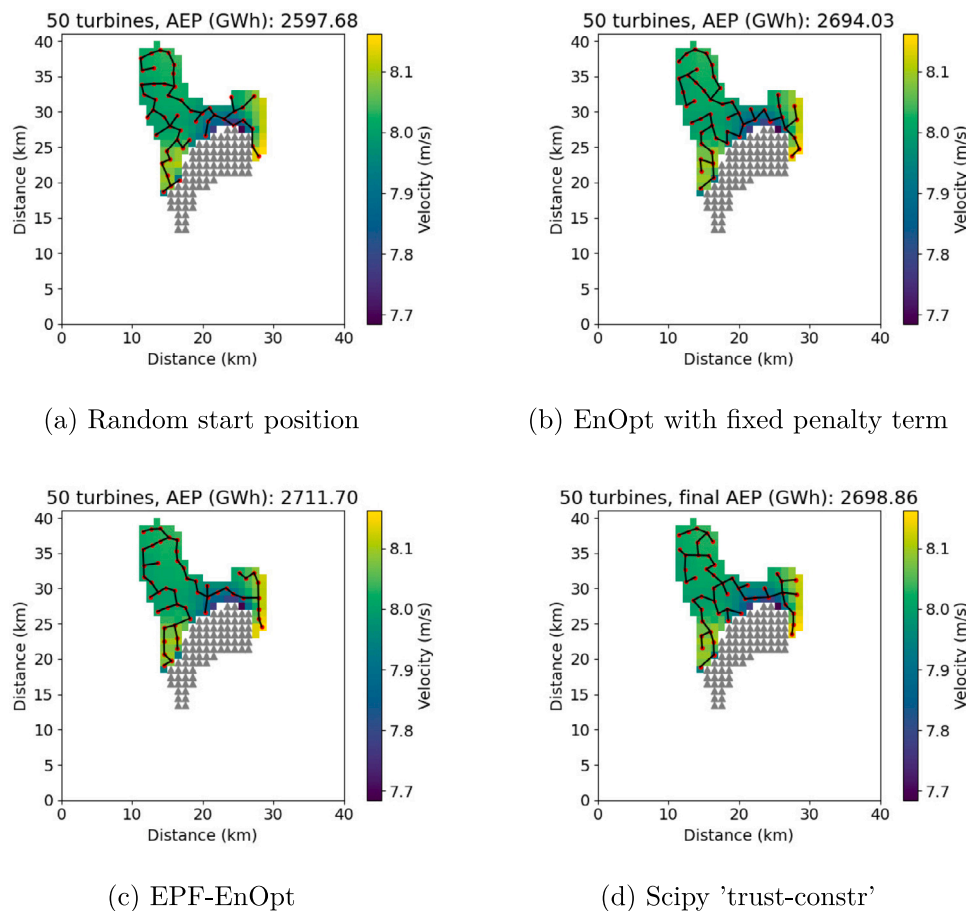 50 turbines, AEP (GWh): 2597.68
40
35
30
25
20
15
10
5
0
Distance (km)
0 10 20 30 40
Distance (km)
8.1
8.0
7.9
7.8
7.7
Velocity (m/s)
(a) Random start position
50 turbines, AEP (GWh): 2694.03
40
35
30
25
20
15
10
5
0
Distance (km)
0 10 20 30 40
Distance (km)
8.1
8.0
7.9
7.8
7.7
Velocity (m/s)
(b) EnOpt with fixed penalty term
50 turbines, AEP (GWh): 2711.70
40
35
30
25
20
15
10
5
0
Distance (km)
0 10 20 30 40
Distance (km)
8.1
8.0
7.9
7.8
7.7
Velocity (m/s)
(c) EPF-EnOpt
50 turbines, final AEP (GWh): 2698.86
40
35
30
25
20
15
10
5
0
Distance (km)
0 10 20 30 40
Distance (km)
8.1
8.0
7.9
7.8
7.7
Velocity (m/s)
(d) Scipy 'trust-constr'